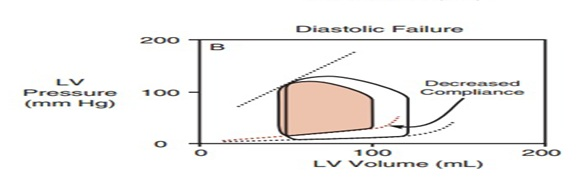 Diastolic Failure
200
B
LV
Pressure
(mm Hg)
100
Decreased
Compliance
0
0
100
200
LV Volume (mL)